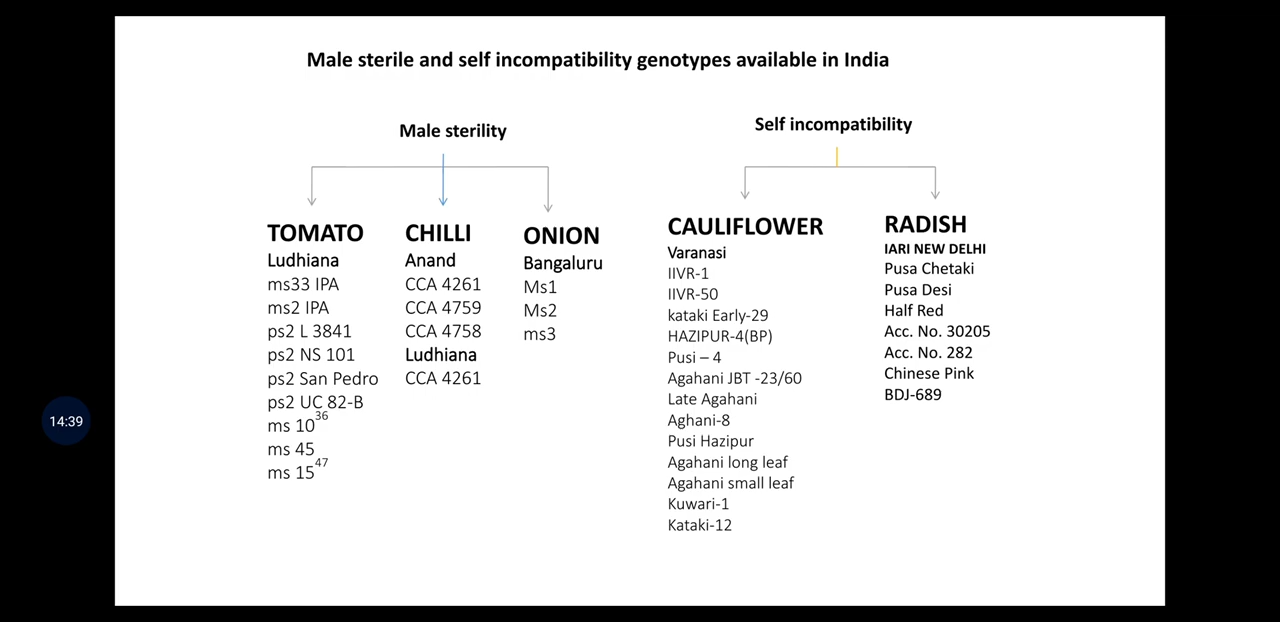 Male sterile and self incompatibility genotypes available in India
Male sterility
TOMATO
Ludhiana
ms33 IPA
ms2 IPA
ps2 L 3841
ps2 NS 101
ps2 San Pedro
ps2 UC 82-B
ms 10³⁶
ms 45
ms 15⁴⁷
CHILLI
Anand
CCA 4261
CCA 4759
CCA 4758
Ludhiana
CCA 4261
ONION
Bangaluru
Ms1
Ms2
ms3
Self incompatibility
CAULIFLOWER
Varanasi
IIVR-1
IIVR-50
kataki Early-29
HAZIPUR-4(BP)
Pusi – 4
Agahani JBT -23/60
Late Agahani
Aghani-8
Pusi Hazipur
Agahani long leaf
Agahani small leaf
Kuwari-1
Kataki-12
RADISH
IARI NEW DELHI
Pusa Chetaki
Pusa Desi
Half Red
Acc. No. 30205
Acc. No. 282
Chinese Pink
BDJ-689
14:39